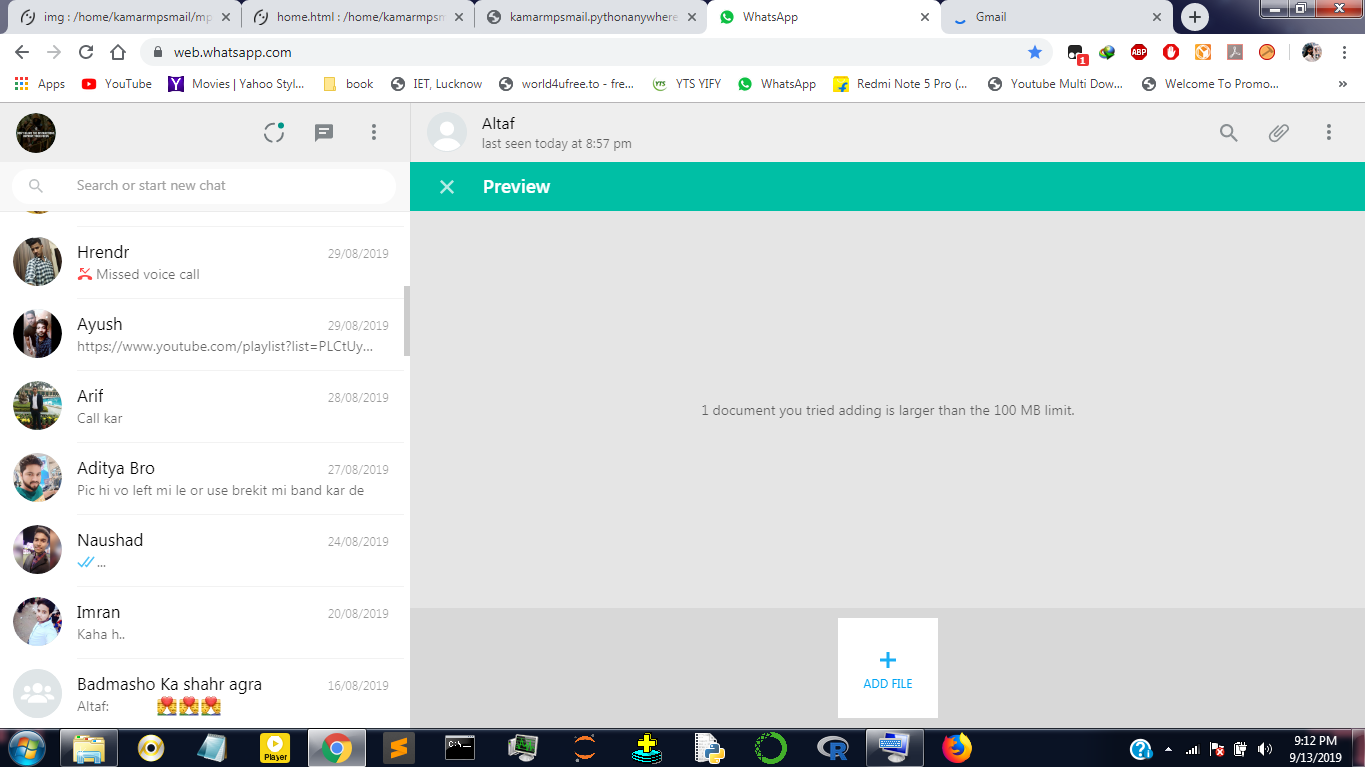 img : /home/kamarmpsmail/mp
home.html : /home/kamarmpsm
kamarmpsmail.pythonanywhere
WhatsApp
Gmail
web.whatsapp.com
1
ABP
Apps
YouTube
Movies | Yahoo Styl...
book
IET, Lucknow
world4ufree.to - fre...
YTS YIFY
WhatsApp
Redmi Note 5 Pro (...
Youtube Multi Dow...
Welcome To Promo...
»
Altaf
last seen today at 8:57 pm
Search or start new chat
Preview
Hrendr
29/08/2019
Missed voice call
Ayush
29/08/2019
https://www.youtube.com/playlist?list=PLCtUy...
Arif
28/08/2019
Call kar
Aditya Bro
27/08/2019
Pic hi vo left mi le or use brekit mi band kar de
Naushad
24/08/2019
...
Imran
20/08/2019
Kaha h..
Badmasho Ka shahr agra
16/08/2019
Altaf: 💏💏💏
1 document you tried adding is larger than the 100 MB limit.
ADD FILE
Player
C:\_
R
9:12 PM
9/13/2019